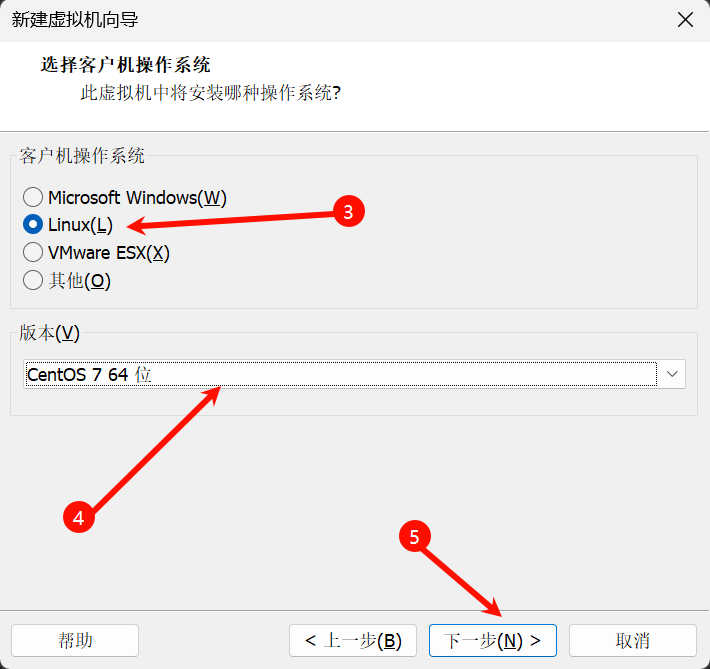 新建虚拟机向导
选择客户机操作系统
此虚拟机中将安装哪种操作系统?
客户机操作系统
Microsoft Windows(W)
3
Linux(L)
VMware ESX(X)
其他(O)
版本(V)
CentOS 7 64 位
4
5
帮助
< 上一步(B)
下一步(N) >
取消